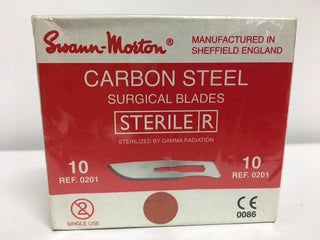 Swann-Morton®
MANUFACTURED IN
SHEFFIELD ENGLAND
CARBON STEEL
SURGICAL BLADES
STERILE R
STERILIZED BY GAMMA RADIATION
10
REF. 0201
10
REF. 0201
2
SINGLE USE
CE
0086